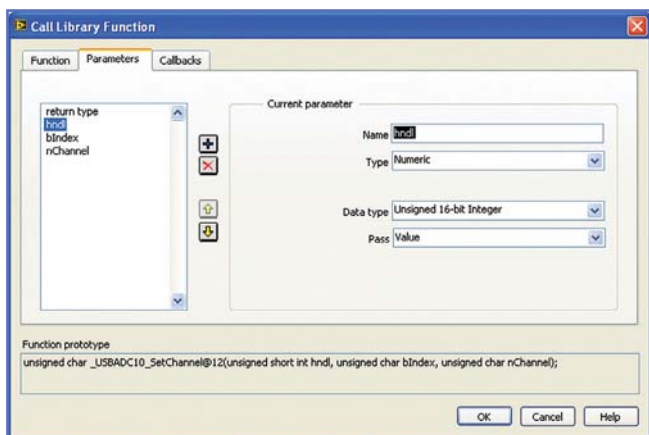 Call Library Function
Function Parameters Callbacks
return type
hndl
bIndex
nChannel
Current parameter
Name hndl
Type Numeric
Data type Unsigned 16-bit Integer
Pass Value
Function prototype
unsigned char _USBADC10_SetChannel@12(unsigned short int hndl, unsigned char bIndex, unsigned char nChannel);
OK Cancel Help